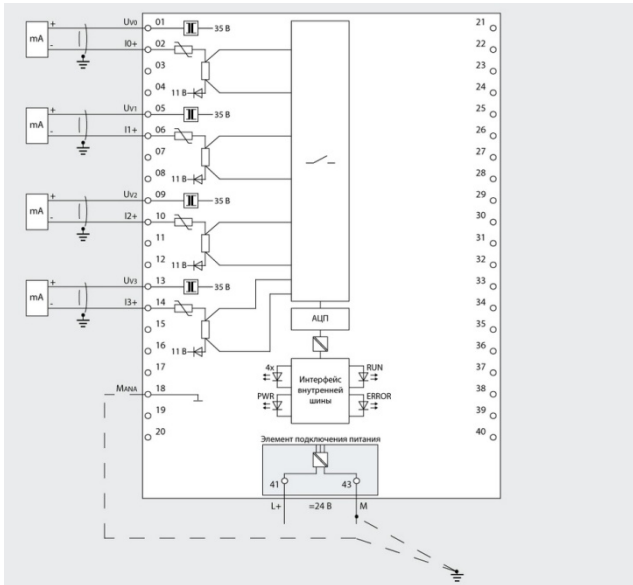 mA
+
-
UV0
I0+
01
02
03
04
35 В
11 В
mA
+
-
UV1
I1+
05
06
07
08
35 В
11 В
mA
+
-
UV2
I2+
09
10
11
12
35 В
11 В
mA
+
-
UV3
I3+
13
14
15
16
35 В
11 В
17
MANA
18
19
20
21
22
23
24
25
26
27
28
29
30
31
32
33
34
35
36
37
38
39
40
АЦП
4x
RUN
Интерфейс
внутренней
шины
PWR
ERROR
Элемент подключения питания
41
43
L+
=24 В
M